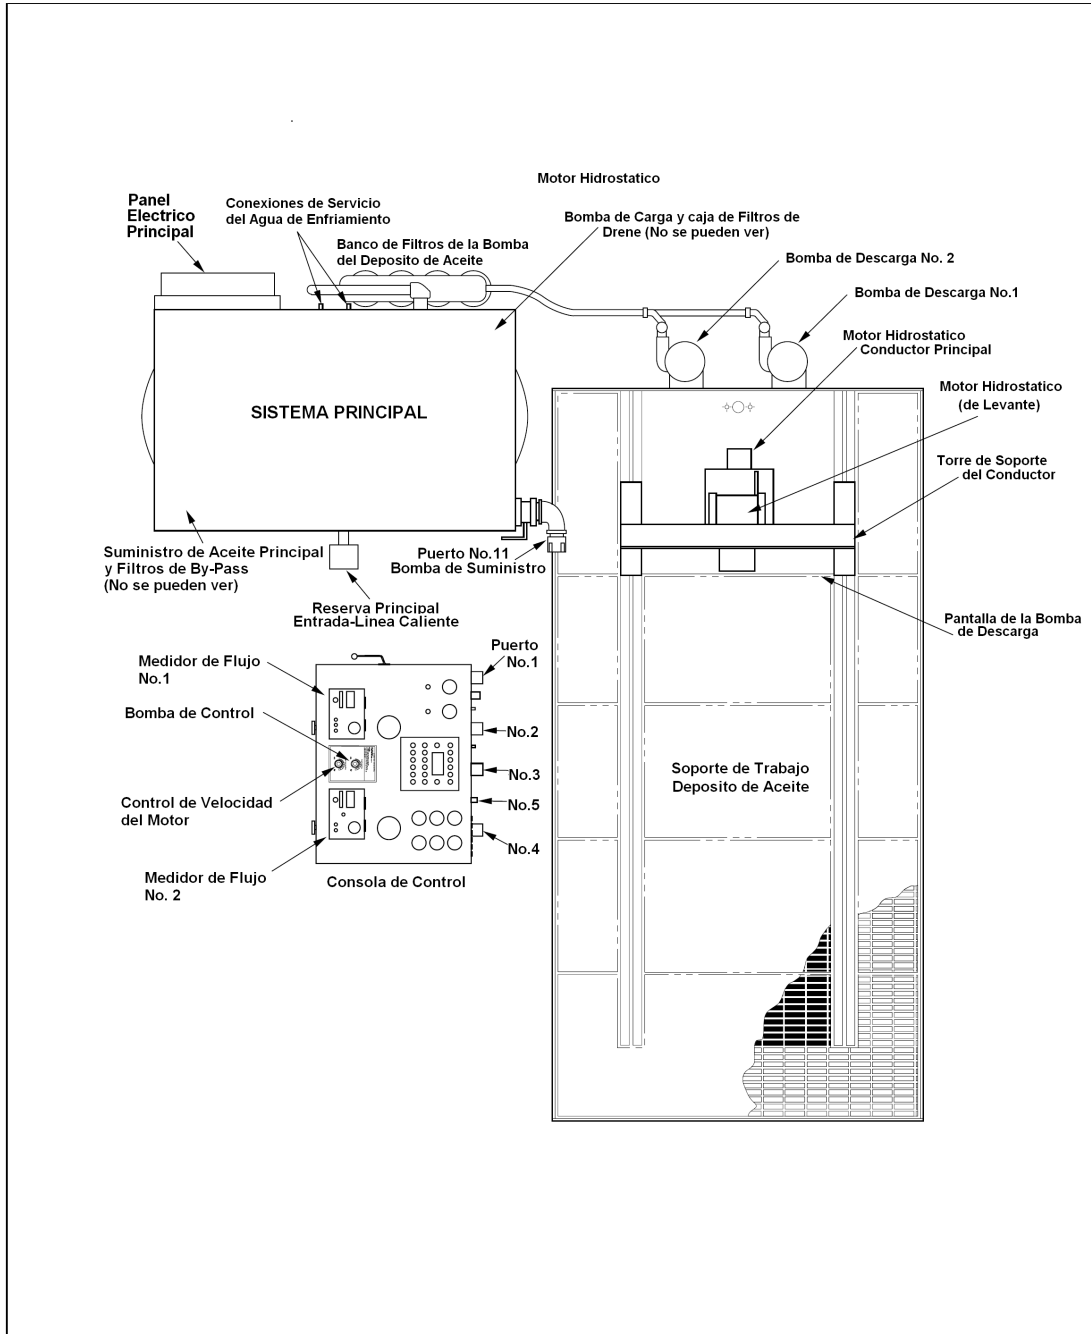 Motor Hidrostatico
Panel
Electrico
Principal
Conexiones de Servicio
del Agua de Enfriamiento
Banco de Filtros de la Bomba
del Deposito de Aceite
Bomba de Carga y caja de Filtros de
Drene (No se pueden ver)
Bomba de Descarga No. 2
Bomba de Descarga No.1
Motor Hidrostatico
Conductor Principal
Motor Hidrostatico
(de Levante)
Torre de Soporte
del Conductor
SISTEMA PRINCIPAL
Suministro de Aceite Principal
y Filtros de By-Pass
(No se pueden ver)
Puerto No.11
Bomba de Suministro
Reserva Principal
Entrada-Linea Caliente
Pantalla de la Bomba
de Descarga
Medidor de Flujo
No.1
Bomba de Control
Control de Velocidad
del Motor
Medidor de Flujo
No. 2
Puerto
No.1
No.2
No.3
No.5
No.4
Consola de Control
Soporte de Trabajo
Deposito de Aceite